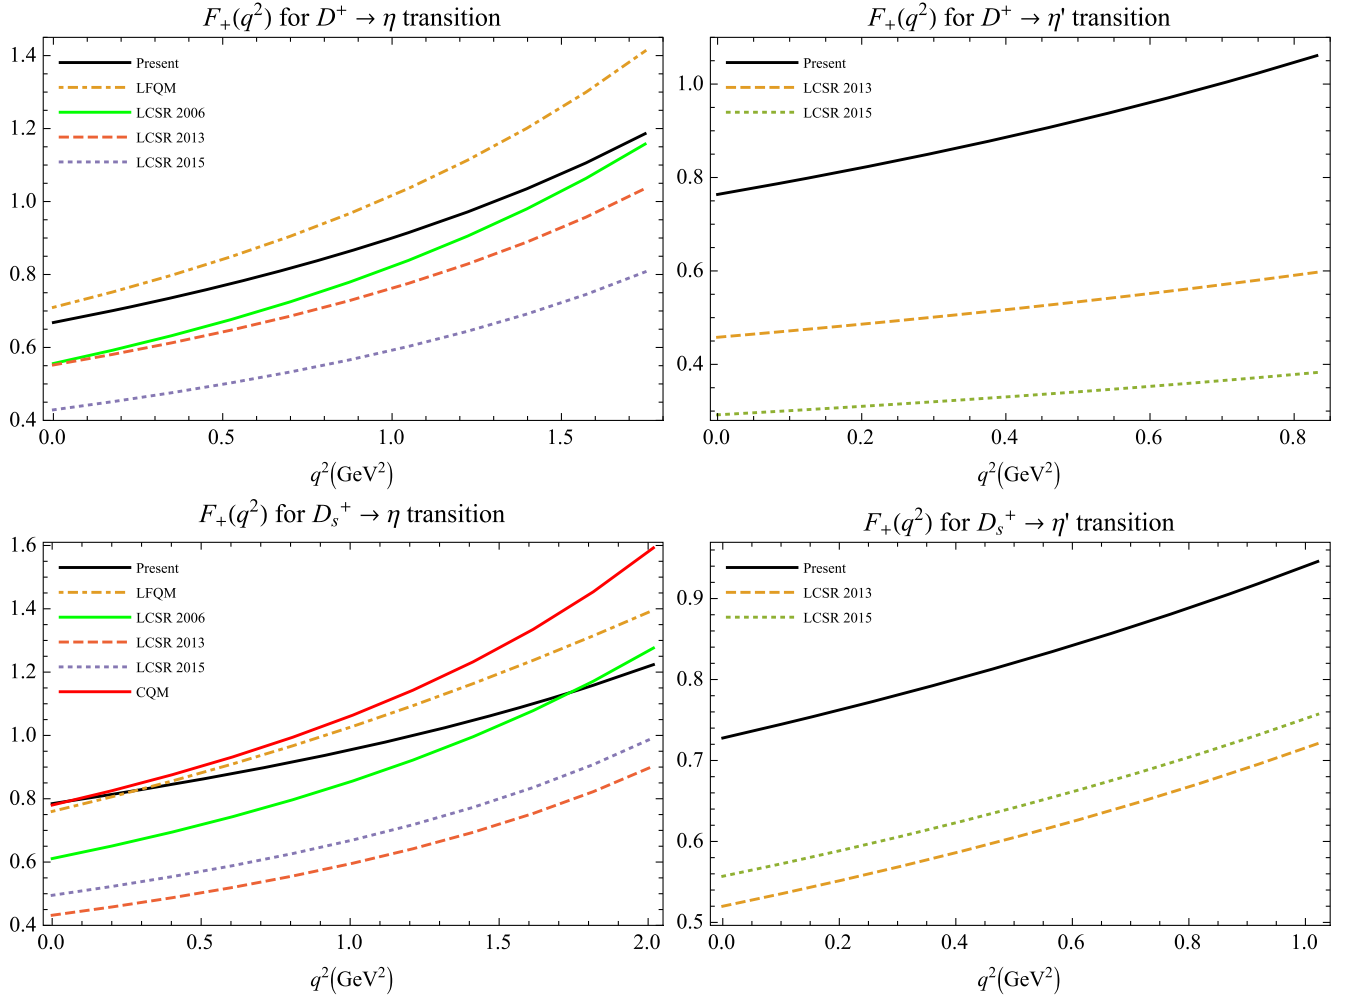 F₊(q²) for D⁺ → η transition
1.4
1.2
1.0
0.8
0.6
0.4
Present
LFQM
LCSR 2006
LCSR 2013
LCSR 2015
0.0 0.5 1.0 1.5
q²(GeV²)
F₊(q²) for D⁺ → η' transition
1.0
0.8
0.6
0.4
Present
LCSR 2013
LCSR 2015
0.0 0.2 0.4 0.6 0.8
q²(GeV²)
F₊(q²) for Dₛ⁺ → η transition
1.6
1.4
1.2
1.0
0.8
0.6
0.4
Present
LFQM
LCSR 2006
LCSR 2013
LCSR 2015
CQM
0.0 0.5 1.0 1.5 2.0
q²(GeV²)
F₊(q²) for Dₛ⁺ → η' transition
0.9
0.8
0.7
0.6
0.5
Present
LCSR 2013
LCSR 2015
0.0 0.2 0.4 0.6 0.8 1.0
q²(GeV²)